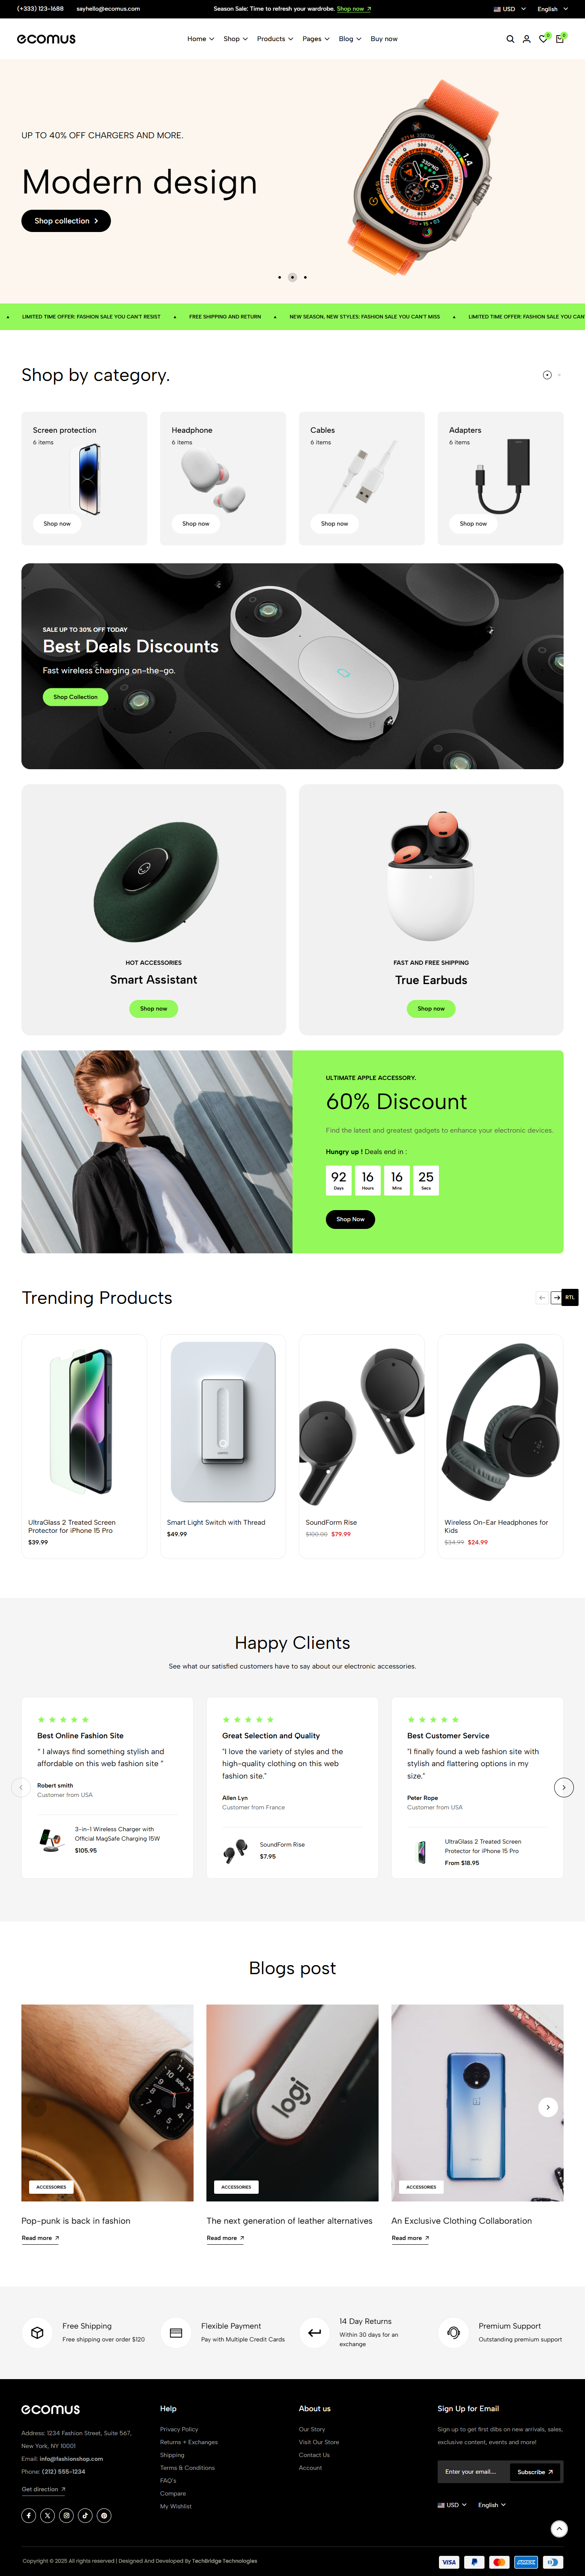 (+333) 123-1688 sayhello@ecomus.com Season Sale: Time to refresh your wardrobe. Shop now USD English
ecomus Home Shop Products Pages Blog Buy now 0 0
UP TO 40% OFF CHARGERS AND MORE.
Modern design
Shop collection
LIMITED TIME OFFER: FASHION SALE YOU CAN'T RESIST FREE SHIPPING AND RETURN NEW SEASON, NEW STYLES: FASHION SALE YOU CAN'T MISS LIMITED TIME OFFER: FASHION SALE YOU CAN'
Shop by category.
Screen protection
6 items
Shop now
Headphone
6 items
Shop now
Cables
6 items
Shop now
Adapters
6 items
Shop now
SALE UP TO 30% OFF TODAY
Best Deals Discounts
Fast wireless charging on-the-go.
Shop Collection
HOT ACCESSORIES
Smart Assistant
Shop now
FAST AND FREE SHIPPING
True Earbuds
Shop now
ULTIMATE APPLE ACCESSORY.
60% Discount
Find the latest and greatest gadgets to enhance your electronic devices.
Hungry up ! Deals end in :
92 16 16 25
Days Hours Mins Secs
Shop Now
Trending Products
RTL
UltraGlass 2 Treated Screen
Protector for iPhone 15 Pro
$39.99
Smart Light Switch with Thread
$49.99
SoundForm Rise
$100.00 $79.99
Wireless On-Ear Headphones for
Kids
$34.99 $24.99
Happy Clients
See what our satisfied customers have to say about our electronic accessories.
Best Online Fashion Site
" I always find something stylish and
affordable on this web fashion site "
Robert smith
Customer from USA
3-in-1 Wireless Charger with
Official MagSafe Charging 15W
$105.95
Great Selection and Quality
"I love the variety of styles and the
high-quality clothing on this web
fashion site."
Allen Lyn
Customer from France
SoundForm Rise
$7.95
Best Customer Service
"I finally found a web fashion site with
stylish and flattering options in my
size."
Peter Rope
Customer from USA
UltraGlass 2 Treated Screen
Protector for iPhone 15 Pro
From $18.95
Blogs post
logi
ACCESSORIES
Pop-punk is back in fashion
Read more
ACCESSORIES
The next generation of leather alternatives
Read more
ACCESSORIES
An Exclusive Clothing Collaboration
Read more
Free Shipping
Free shipping over order $120
Flexible Payment
Pay with Multiple Credit Cards
14 Day Returns
Within 30 days for an
exchange
Premium Support
Outstanding premium support
ecomus
Address: 1234 Fashion Street, Suite 567,
New York, NY 10001
Email: info@fashionshop.com
Phone: (212) 555-1234
Get direction
Help
Privacy Policy
Returns + Exchanges
Shipping
Terms & Conditions
FAQ's
Compare
My Wishlist
About us
Our Story
Visit Our Store
Contact Us
Account
Sign Up for Email
Sign up to get first dibs on new arrivals, sales,
exclusive content, events and more!
Enter your email.... Subscribe
USD English
Copyright © 2025 All rights reserved | Designed And Developed By TechBridge Technologies
VISA